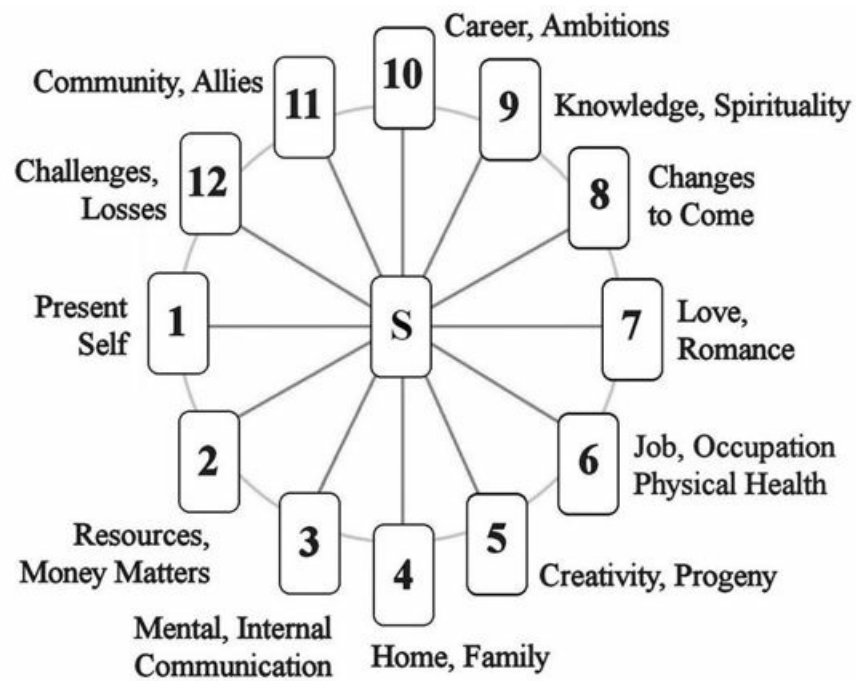 Career, Ambitions
10
Community, Allies
11
9
Knowledge, Spirituality
Challenges,
Losses
12
8
Changes
to Come
Present
Self
1
S
7
Love,
Romance
2
6
Job, Occupation
Physical Health
Resources,
Money Matters
3
4
5
Creativity, Progeny
Mental, Internal
Communication
Home, Family